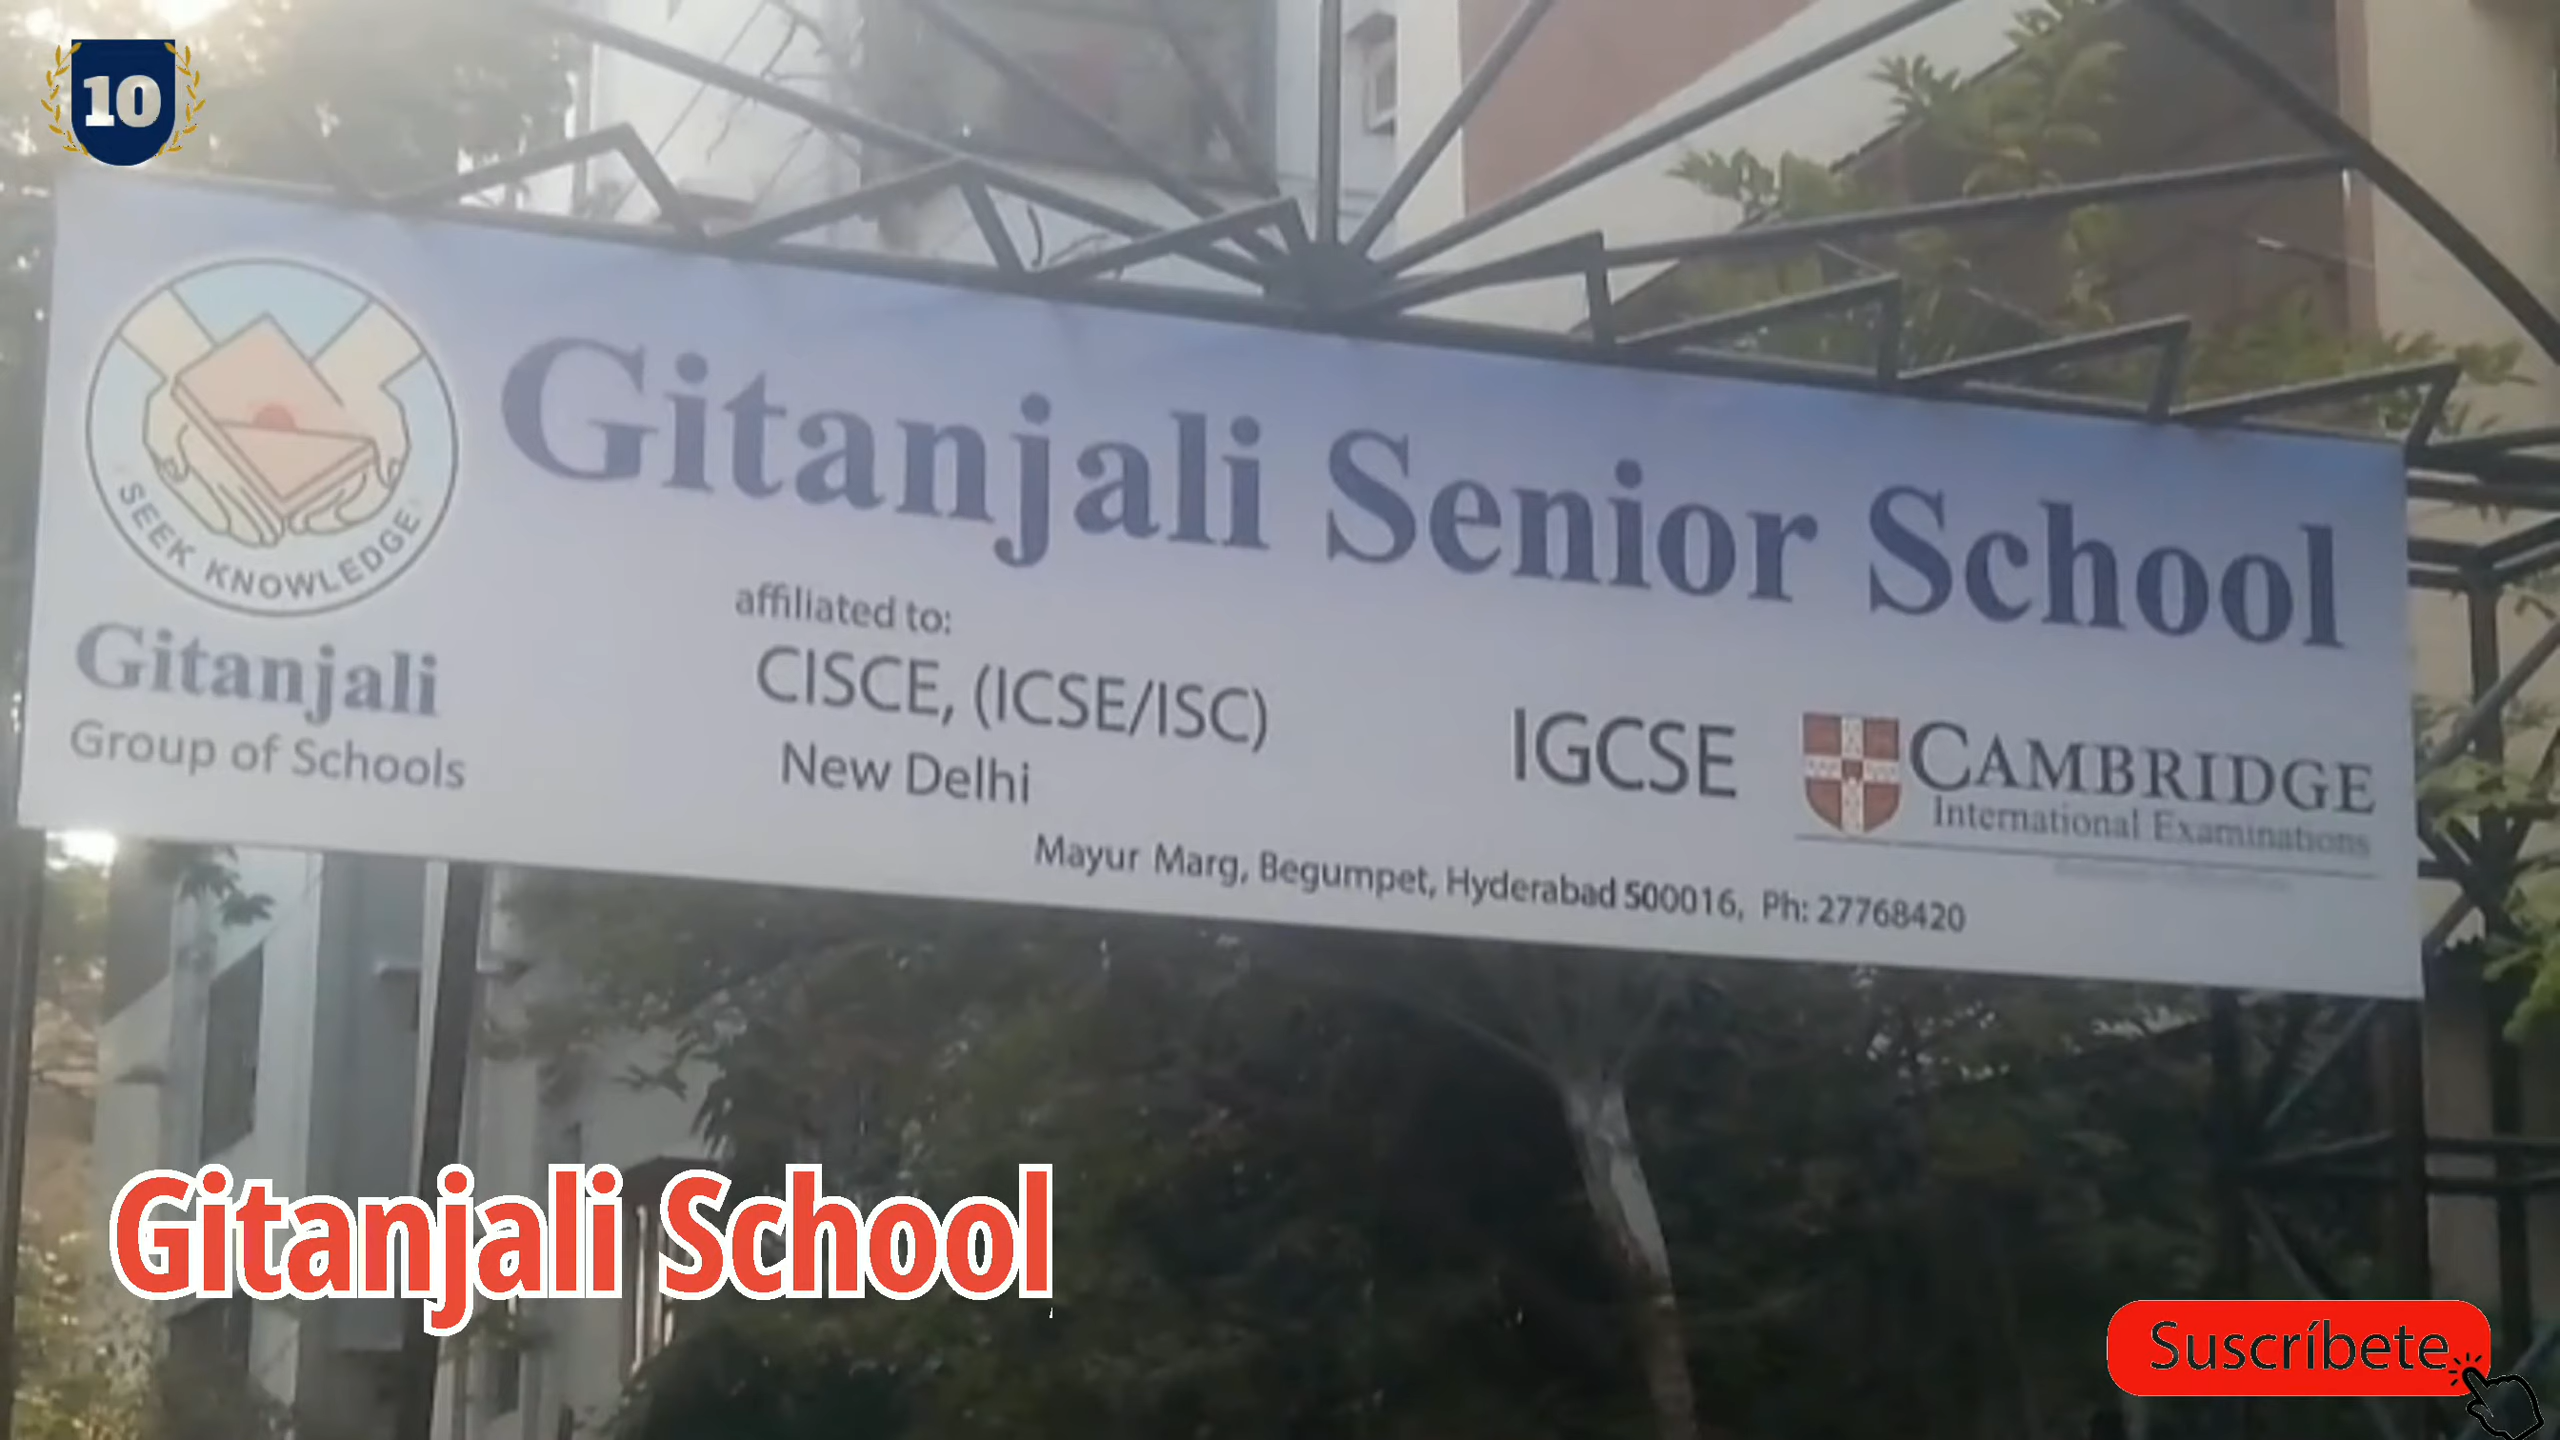 10
Gitanjali Senior School
SEEK KNOWLEDGE
Gitanjali
Group of Schools
affiliated to:
CISCE, (ICSE/ISC)
New Delhi
IGCSE
CAMBRIDGE
International Examinations
Mayur Marg, Begumpet, Hyderabad 500016, Ph: 27768420
Gitanjali School
Suscríbete